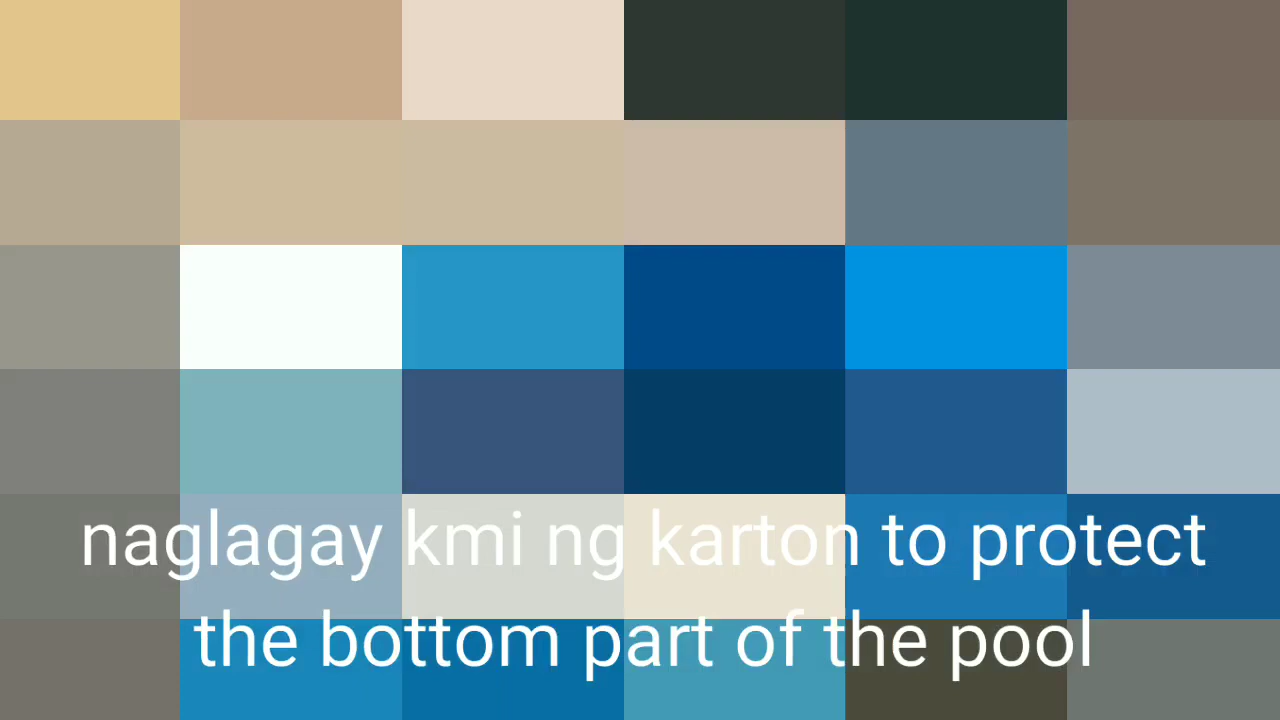 naglagay kmi ng karton to protect
the bottom part of the pool